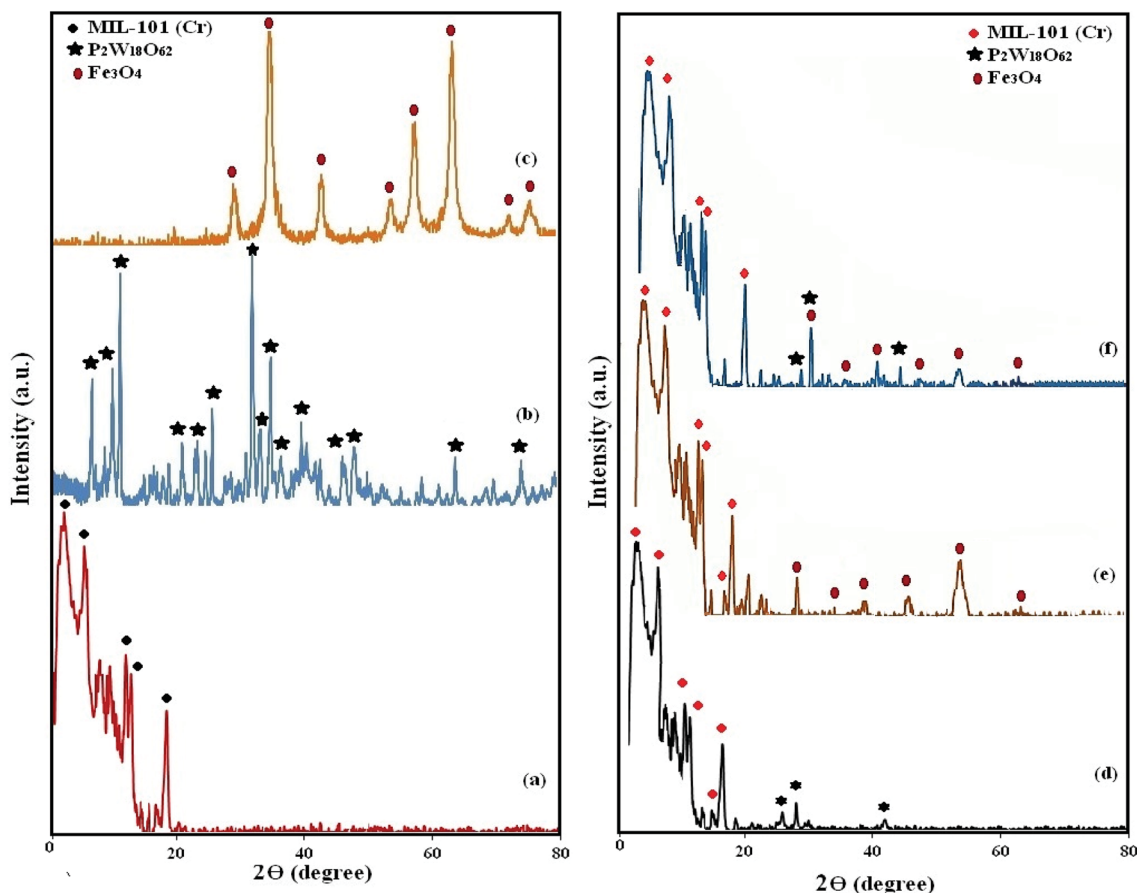 MIL-101 (Cr)
P₂W₁₈O₆₂
Fe₃O₄
(c)
(b)
(a)
Intensity (a.u.)
0 20 40 60 80
2Θ (degree)
MIL-101 (Cr)
P₂W₁₈O₆₂
Fe₃O₄
(f)
(e)
(d)
Intensity (a.u.)
0 20 40 60 80
2Θ (degree)